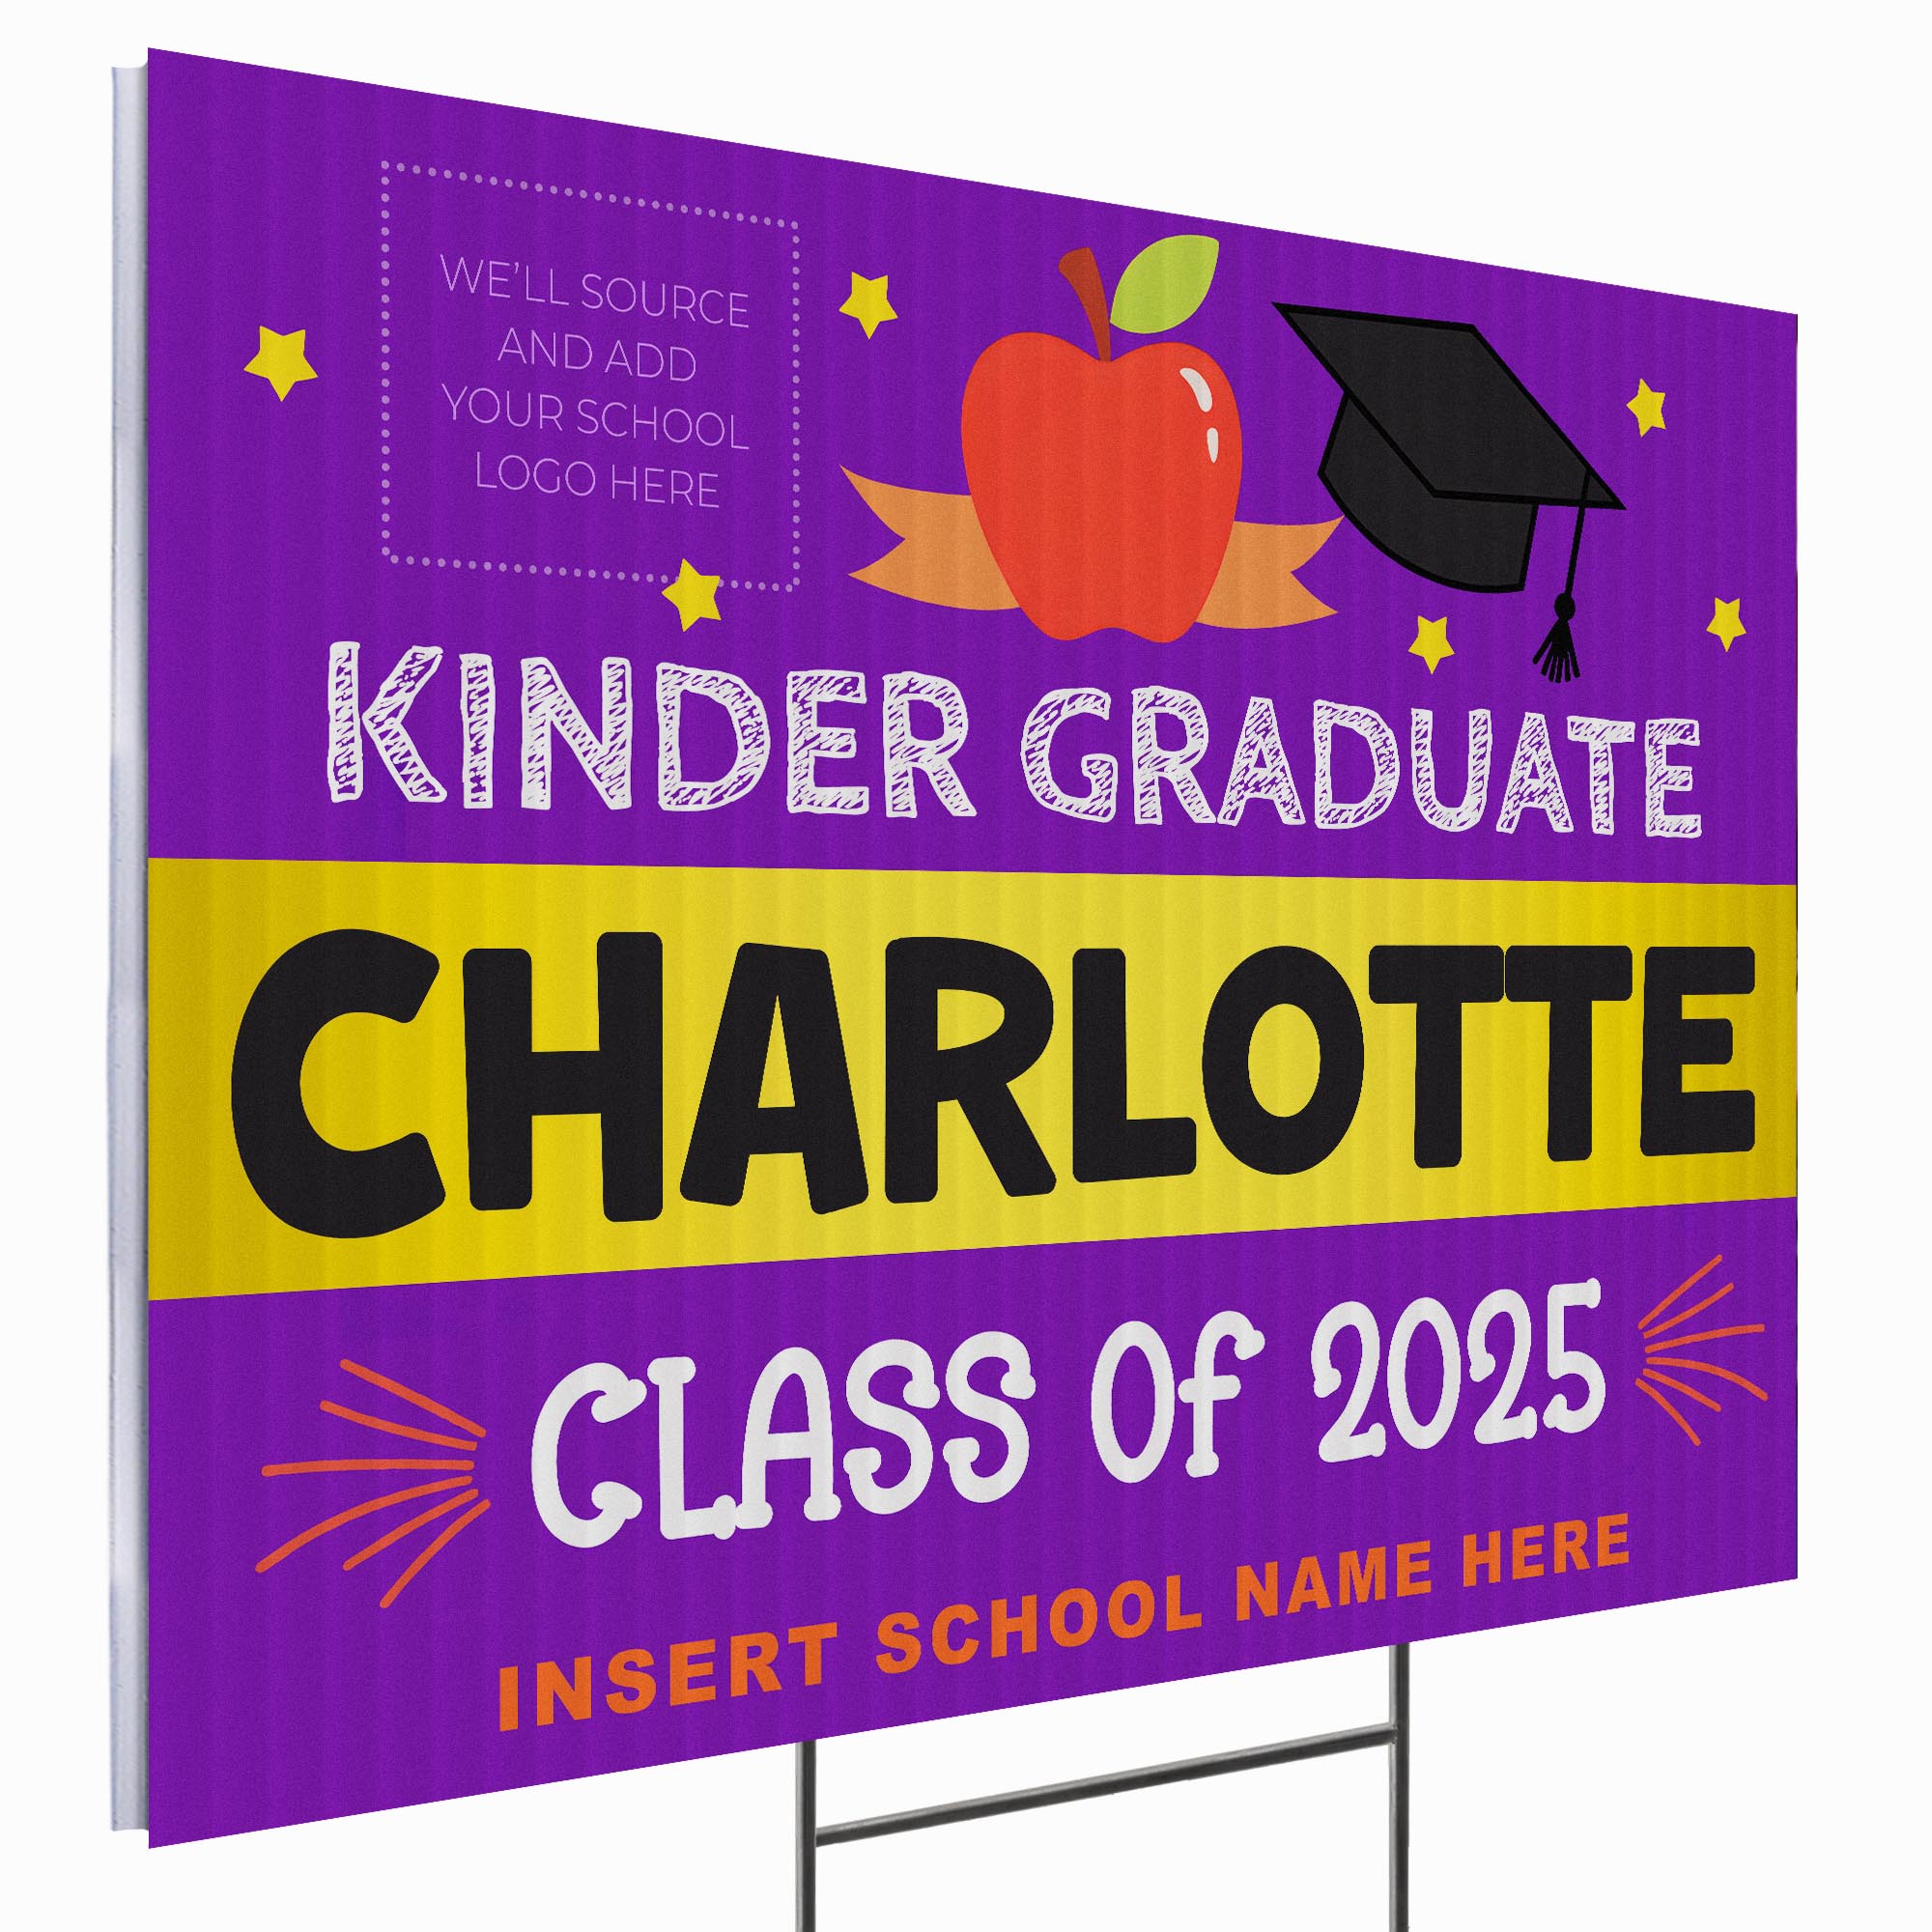 WE'LL SOURCE
AND ADD
YOUR SCHOOL
LOGO HERE
KINDER GRADUATE
CHARLOTTE
CLASS Of 2025
INSERT SCHOOL NAME HERE